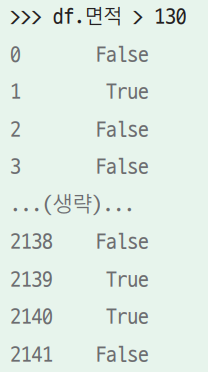 >>> df.면적 > 130
0 False
1 True
2 False
3 False
...(생략)...
2138 False
2139 True
2140 True
2141 False